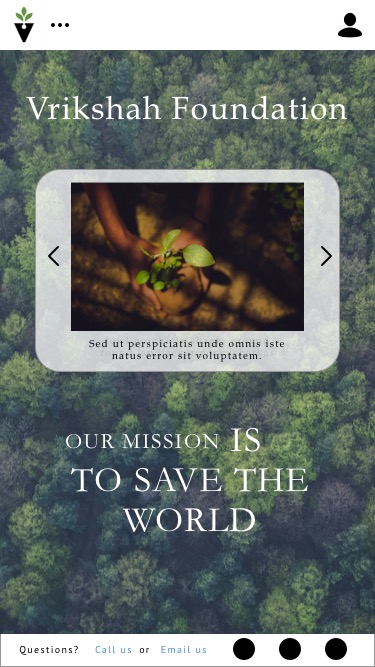 Vrikshah Foundation
Sed ut perspiciatis unde omnis iste
natus error sit voluptatem.
OUR MISSION IS
TO SAVE THE
WORLD
Questions? Call us or Email us